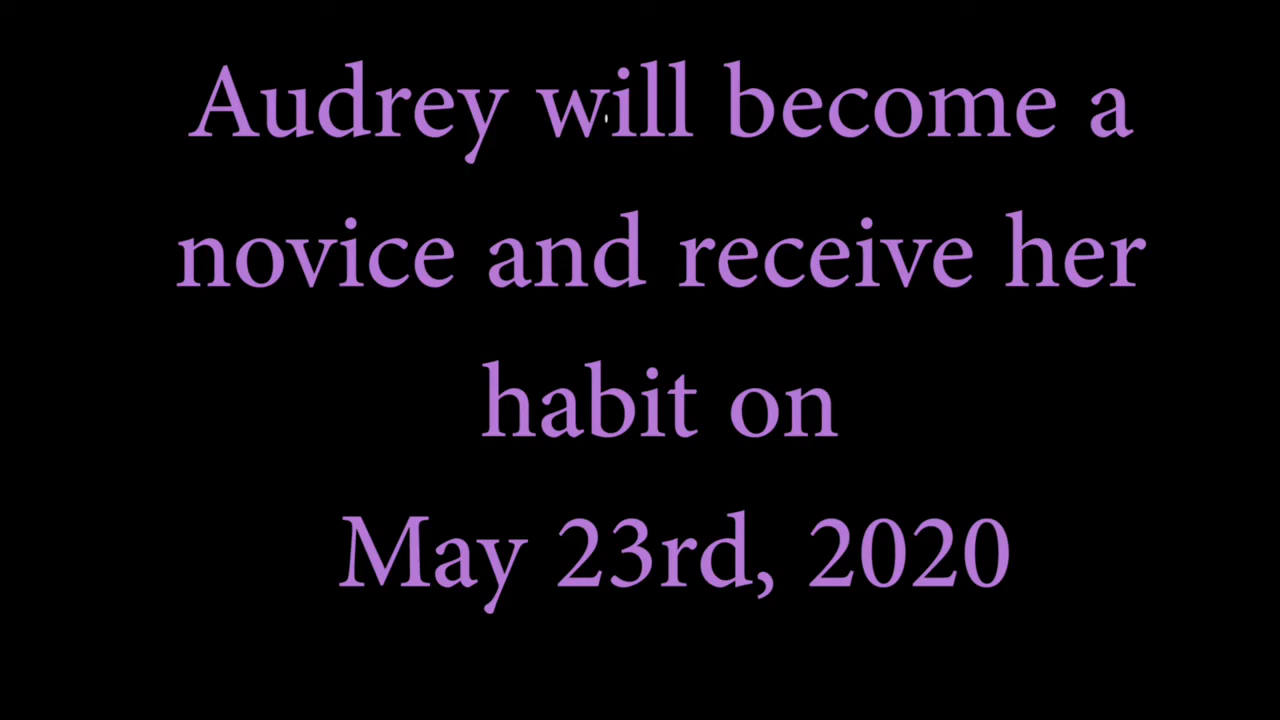 Audrey will become a
novice and receive her
habit on
May 23rd, 2020